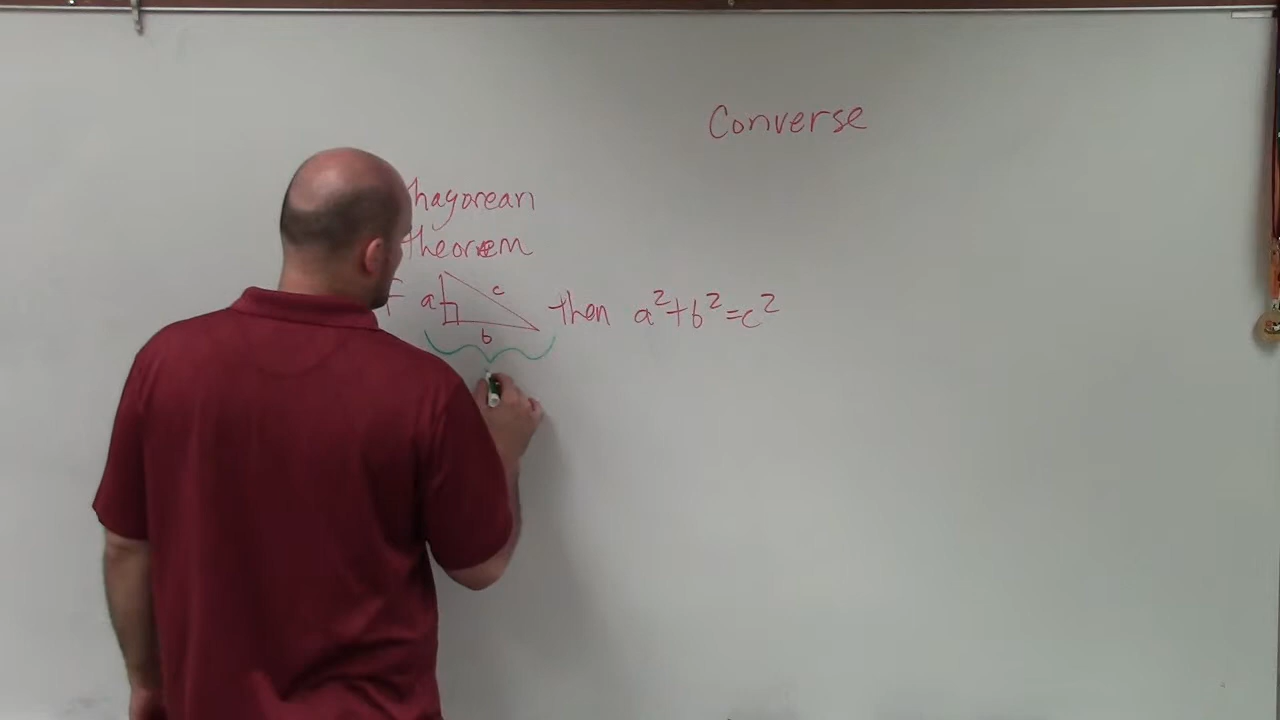 Converse
hagorean
theorem
f a c then a²+b²=c²
b